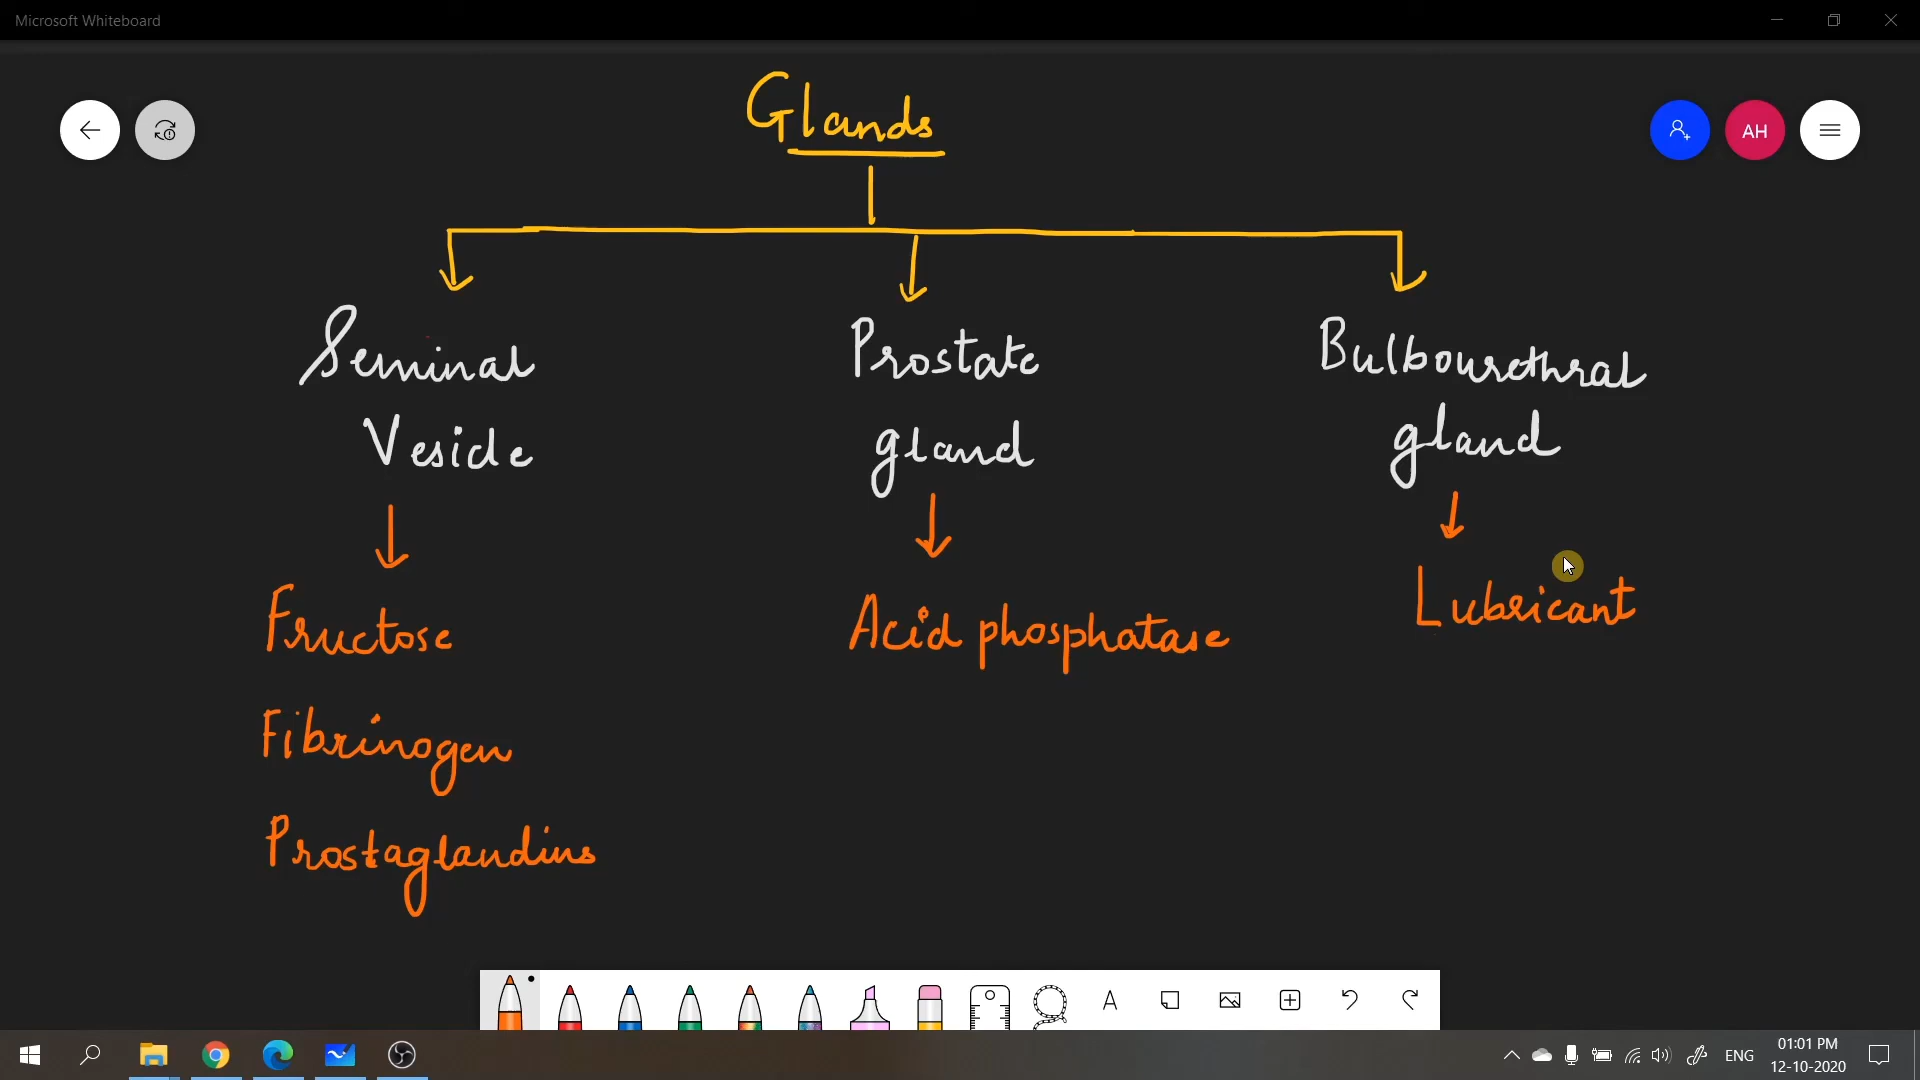 Microsoft Whiteboard
Glands
AH
Seminal
Vesicle
Prostate
gland
Bulbourethral
gland
Fructose
Fibrinogen
Prostaglandins
Acid phosphatase
Lubricant
A
ENG
01:01 PM
12-10-2020